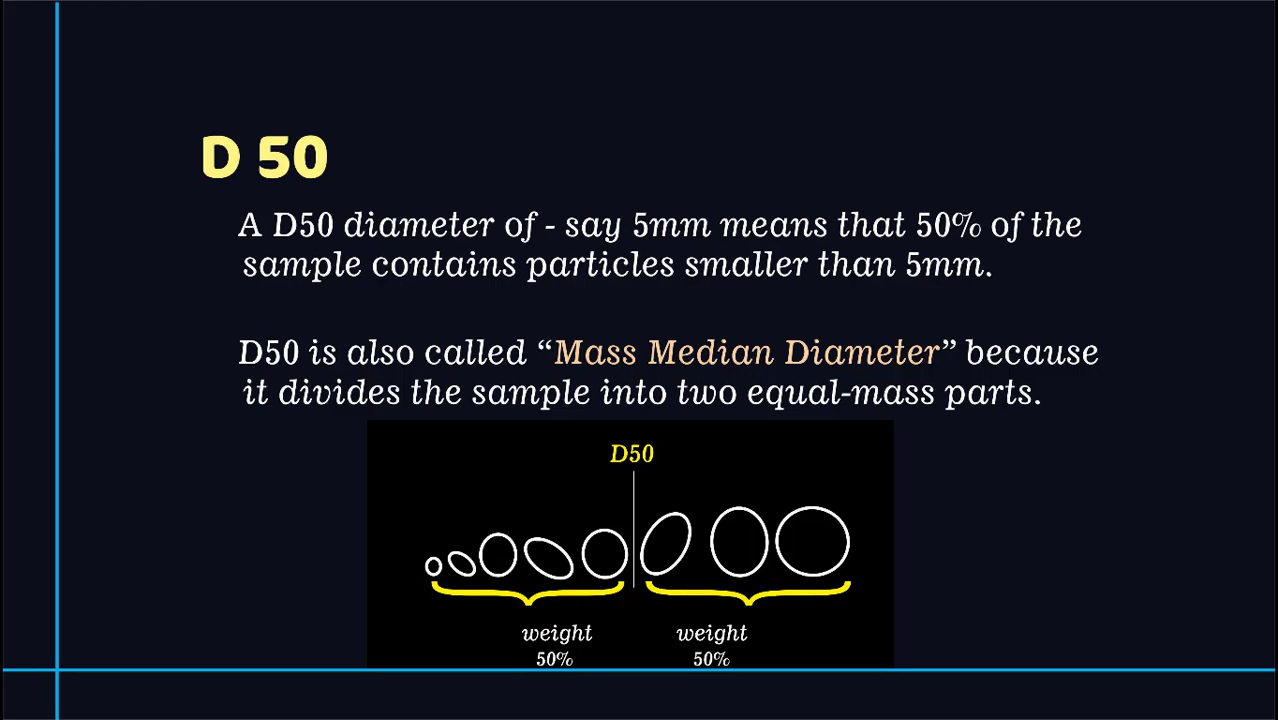 D 50
A D50 diameter of - say 5mm means that 50% of the
sample contains particles smaller than 5mm.
D50 is also called “Mass Median Diameter” because
it divides the sample into two equal-mass parts.
D50
weight weight
50% 50%